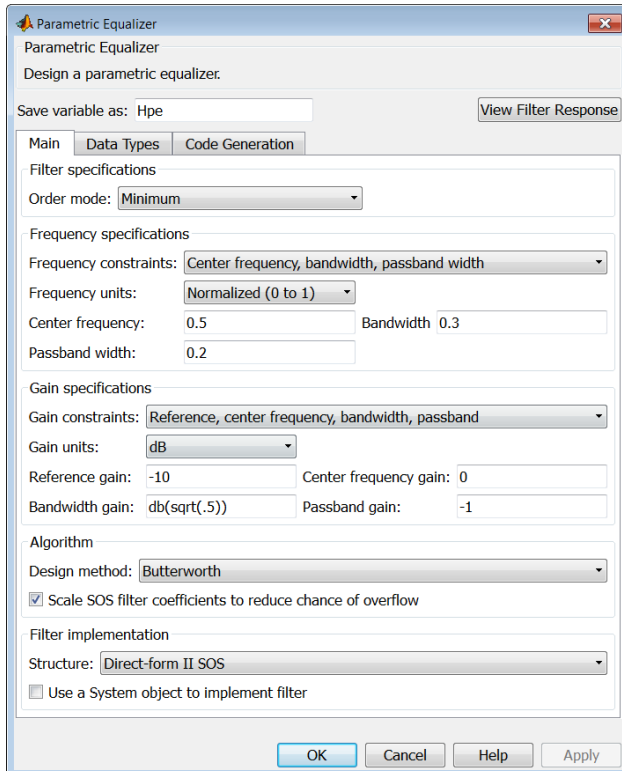 Parametric Equalizer
Parametric Equalizer
Design a parametric equalizer.
Save variable as: Hpe View Filter Response
Main Data Types Code Generation
Filter specifications
Order mode: Minimum
Frequency specifications
Frequency constraints: Center frequency, bandwidth, passband width
Frequency units: Normalized (0 to 1)
Center frequency: 0.5 Bandwidth 0.3
Passband width: 0.2
Gain specifications
Gain constraints: Reference, center frequency, bandwidth, passband
Gain units: dB
Reference gain: -10 Center frequency gain: 0
Bandwidth gain: db(sqrt(.5)) Passband gain: -1
Algorithm
Design method: Butterworth
Scale SOS filter coefficients to reduce chance of overflow
Filter implementation
Structure: Direct-form II SOS
Use a System object to implement filter
OK Cancel Help Apply